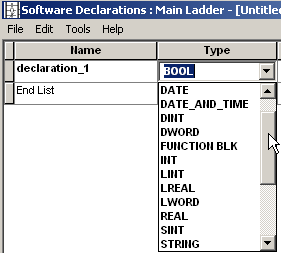 Software Declarations : Main Ladder - [Untitled
File Edit Tools Help
Name Type
declaration_1 BOOL
End List
DATE
DATE_AND_TIME
DINT
DWORD
FUNCTION BLK
INT
LINT
LREAL
LWORD
REAL
SINT
STRING